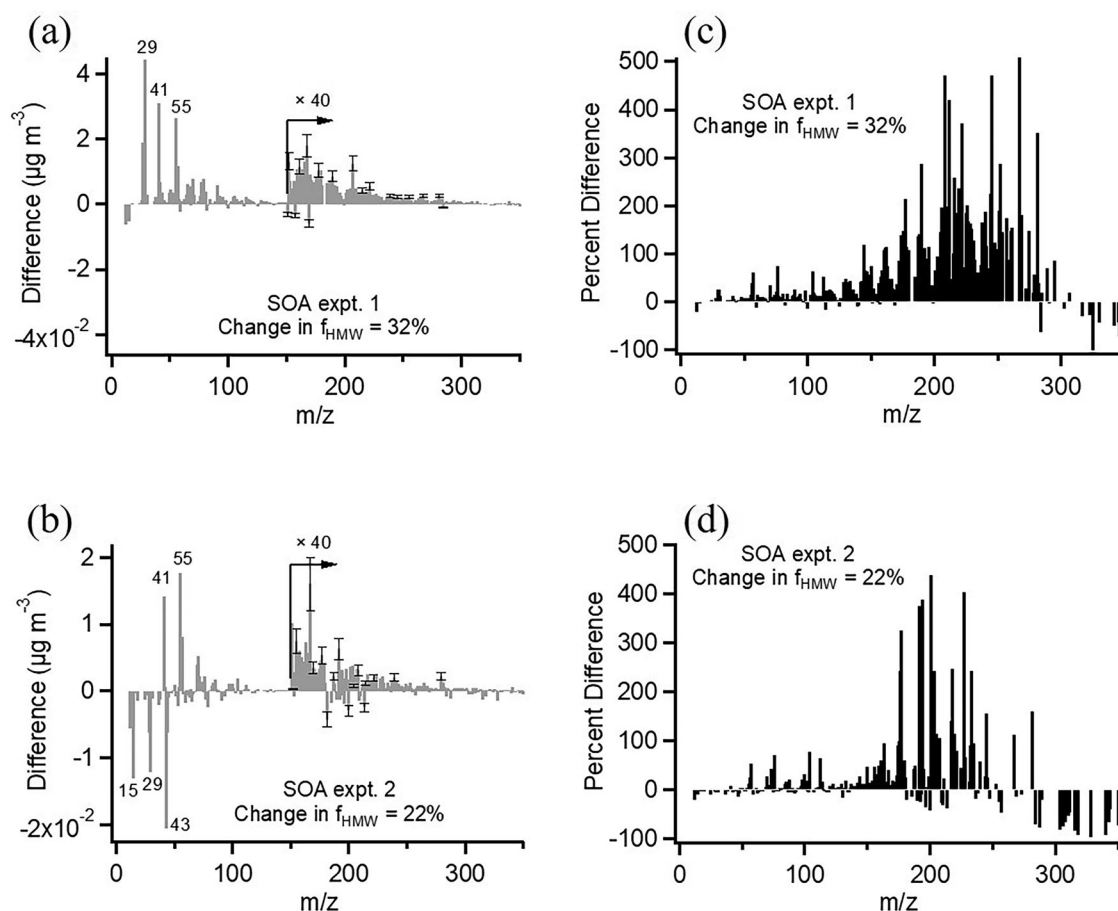 (a)
29
41
55
× 40
4
2
0
-2
-4x10⁻²
Difference (µg m⁻³)
SOA expt. 1
Change in fHMW = 32%
0
100
200
300
m/z
(c)
500
400
300
200
100
0
-100
Percent Difference
SOA expt. 1
Change in fHMW = 32%
0
100
200
300
m/z
(b)
55
41
× 40
2
1
0
-1
-2x10⁻²
Difference (µg m⁻³)
15
29
43
SOA expt. 2
Change in fHMW = 22%
0
100
200
300
m/z
(d)
500
400
300
200
100
0
-100
Percent Difference
SOA expt. 2
Change in fHMW = 22%
0
100
200
300
m/z